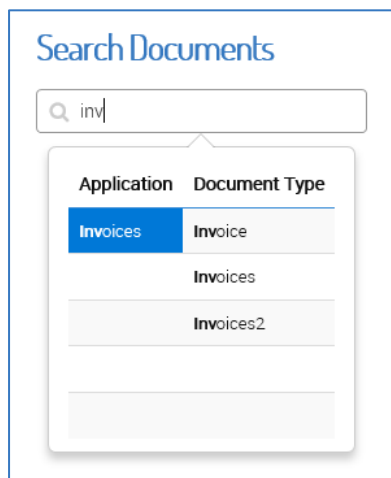 Search Documents
inv
Application Document Type
Invoices Invoice
Invoices
Invoices2